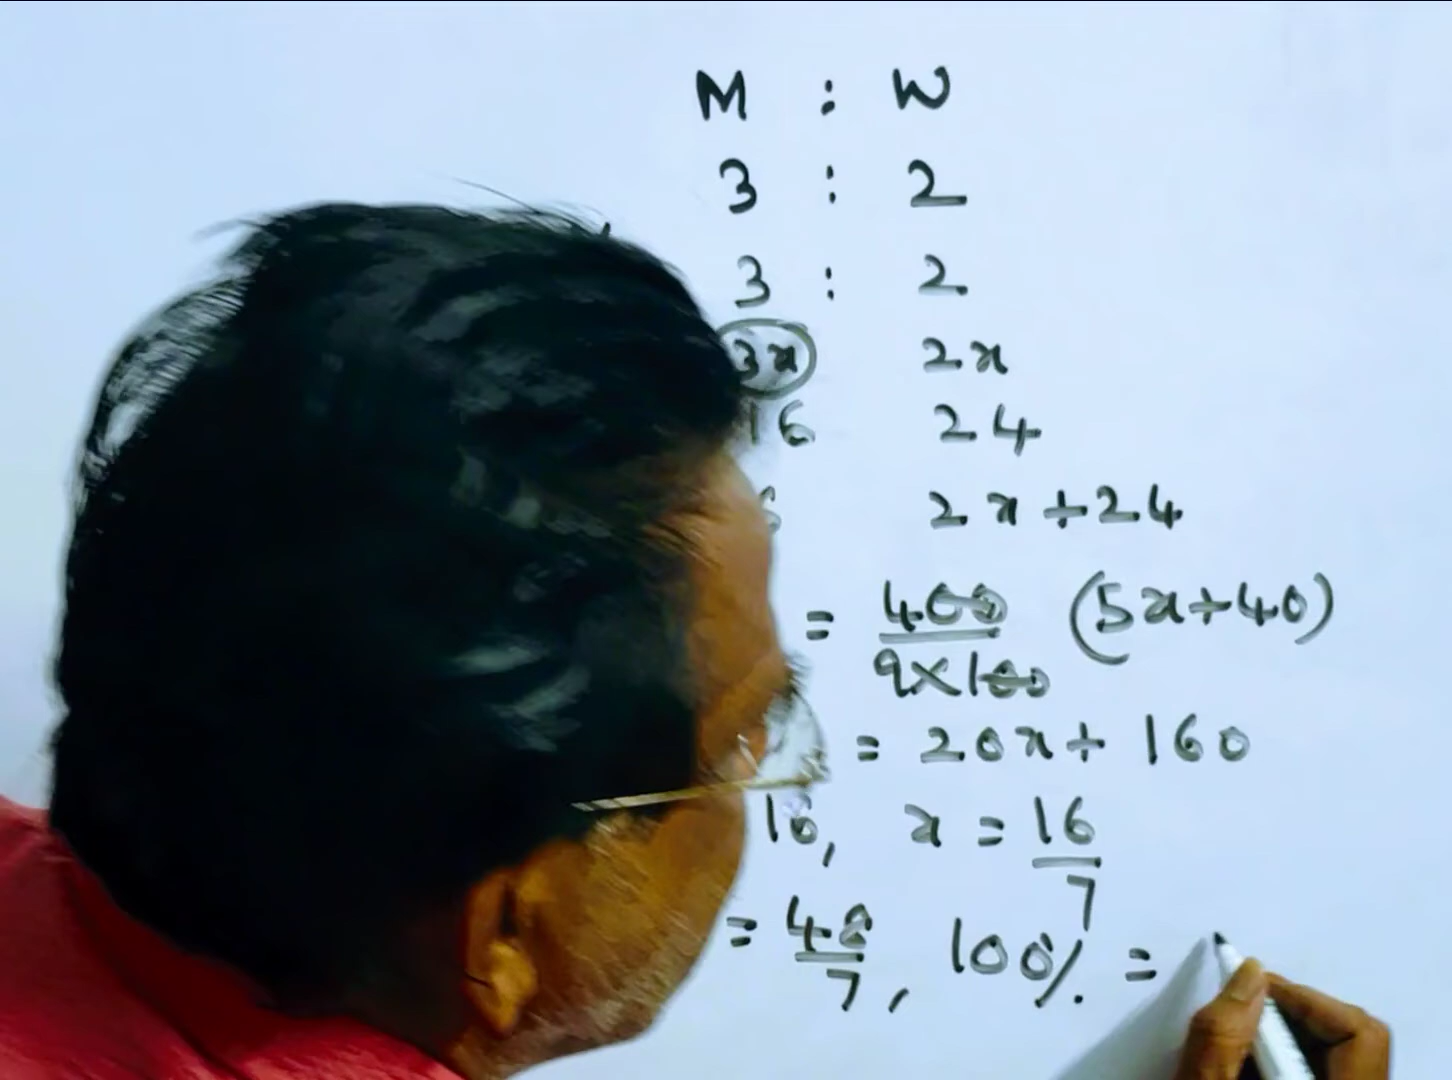 M : W
3 : 2
3 : 2
3x 2x
16 24
6 2x+24
= 400/9×100 (5x+40)
= 20x+ 160
16, x = 16/7
= 48/7, 100% =